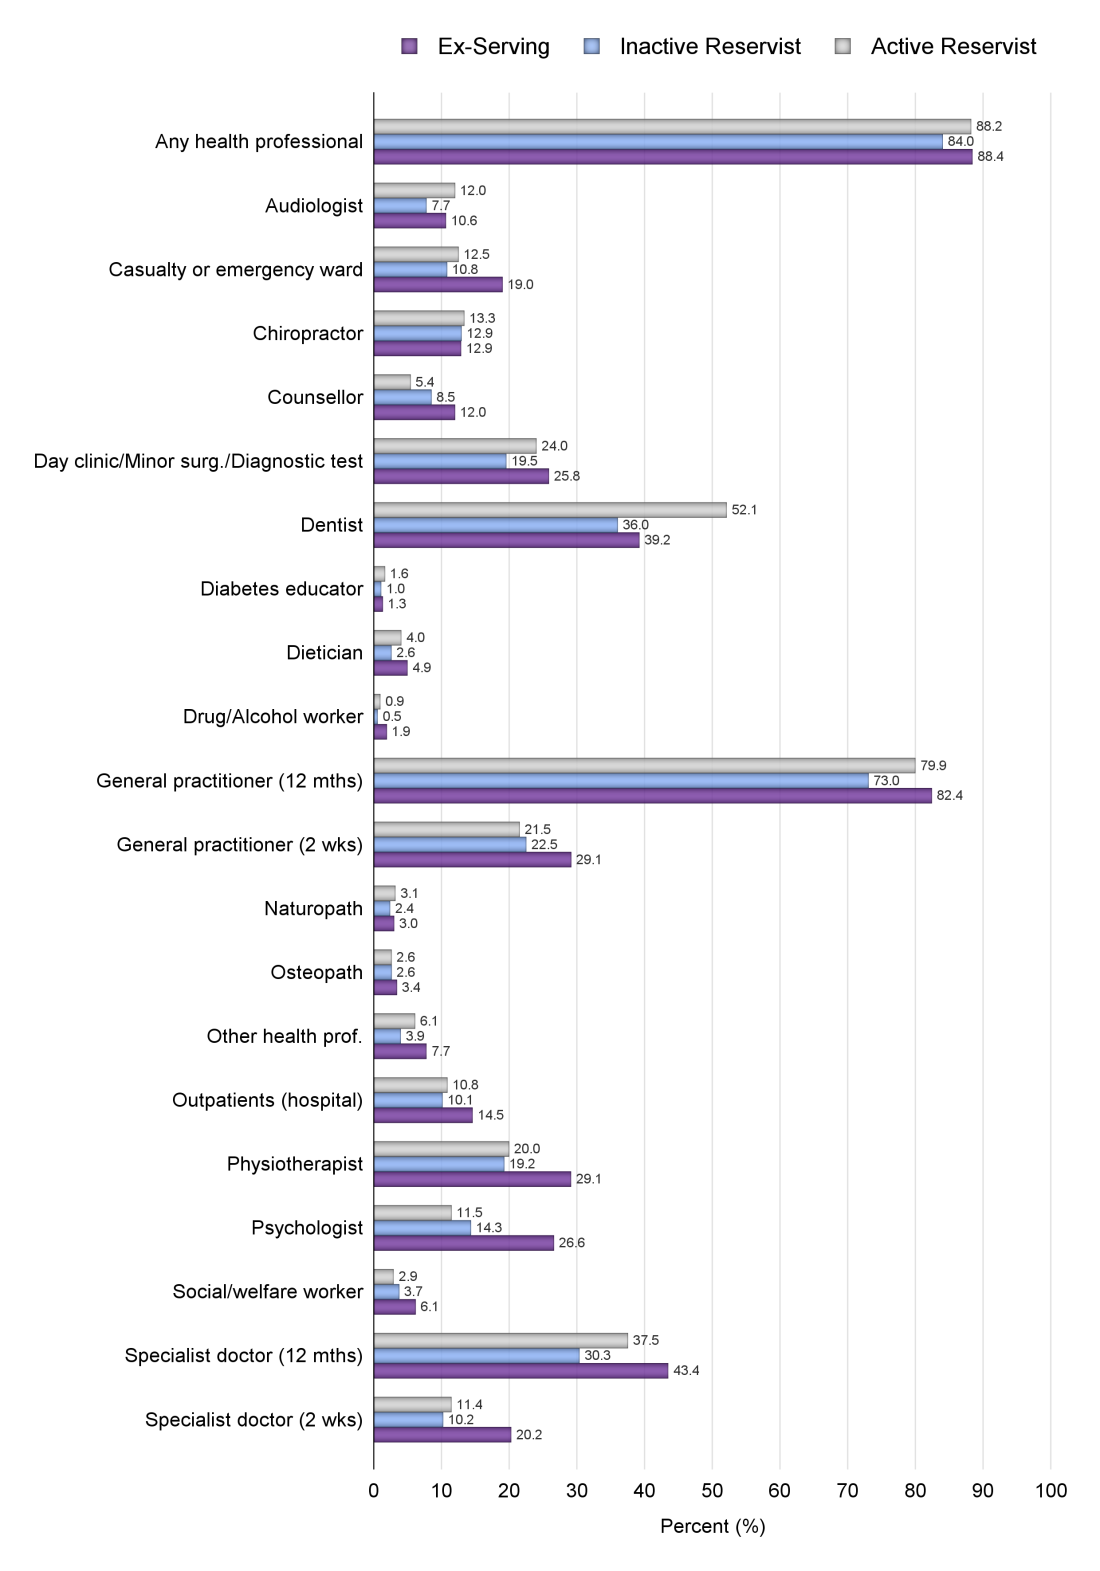 Ex-Serving Inactive Reservist Active Reservist
Any health professional
88.2
84.0
88.4
Audiologist
12.0
7.7
10.6
Casualty or emergency ward
12.5
10.8
19.0
Chiropractor
13.3
12.9
12.9
Counsellor
5.4
8.5
12.0
Day clinic/Minor surg./Diagnostic test
24.0
19.5
25.8
Dentist
52.1
36.0
39.2
Diabetes educator
1.6
1.0
1.3
Dietician
4.0
2.6
4.9
Drug/Alcohol worker
0.9
0.5
1.9
General practitioner (12 mths)
79.9
73.0
82.4
General practitioner (2 wks)
21.5
22.5
29.1
Naturopath
3.1
2.4
3.0
Osteopath
2.6
2.6
3.4
Other health prof.
6.1
3.9
7.7
Outpatients (hospital)
10.8
10.1
14.5
Physiotherapist
20.0
19.2
29.1
Psychologist
11.5
14.3
26.6
Social/welfare worker
2.9
3.7
6.1
Specialist doctor (12 mths)
37.5
30.3
43.4
Specialist doctor (2 wks)
11.4
10.2
20.2
0 10 20 30 40 50 60 70 80 90 100
Percent (%)